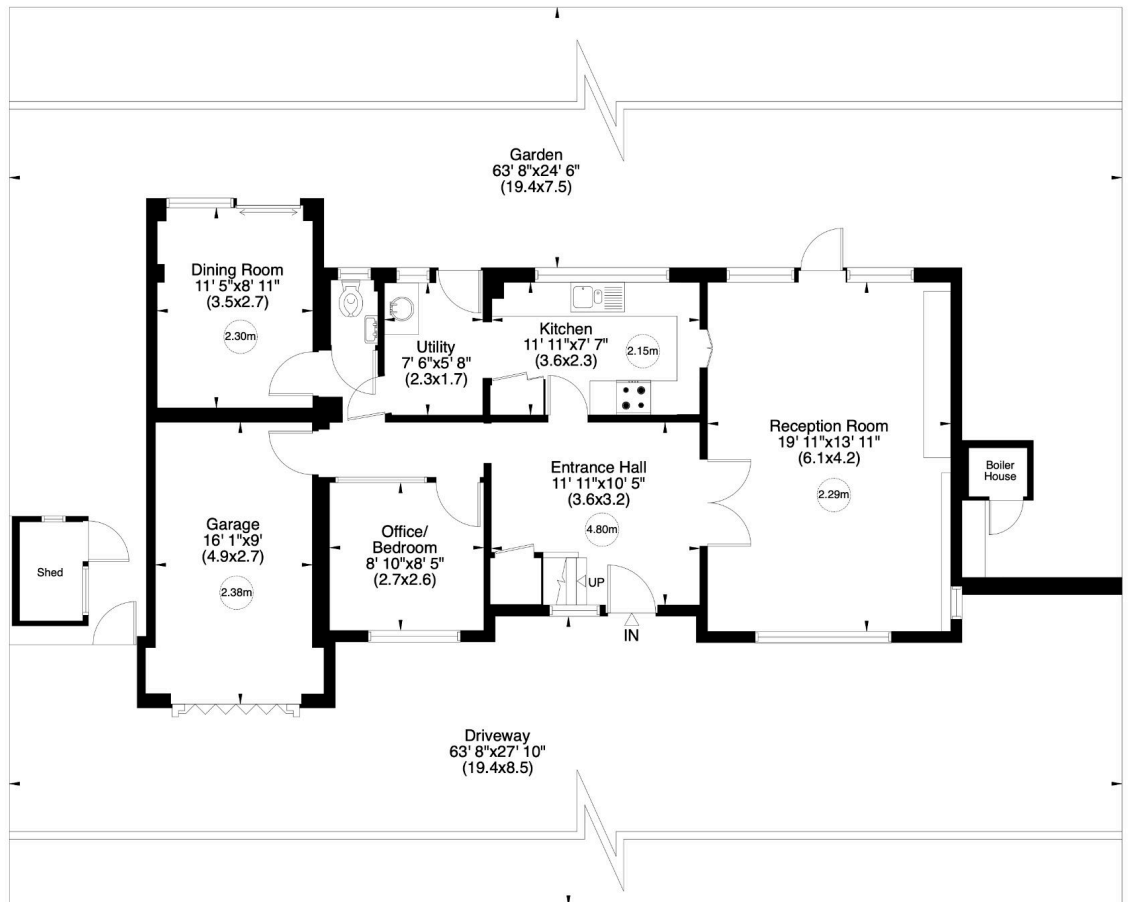 Garden
63' 8"x24' 6"
(19.4x7.5)
Dining Room
11' 5"x8' 11"
(3.5x2.7)
2.30m
Utility
7' 6"x5' 8"
(2.3x1.7)
Kitchen
11' 11"x7' 7"
(3.6x2.3)
2.15m
Reception Room
19' 11"x13' 11"
(6.1x4.2)
2.29m
Boiler
House
Entrance Hall
11' 11"x10' 5"
(3.6x3.2)
4.80m
UP
IN
Office/
Bedroom
8' 10"x8' 5"
(2.7x2.6)
Garage
16' 1"x9'
(4.9x2.7)
2.38m
Shed
Driveway
63' 8"x27' 10"
(19.4x8.5)